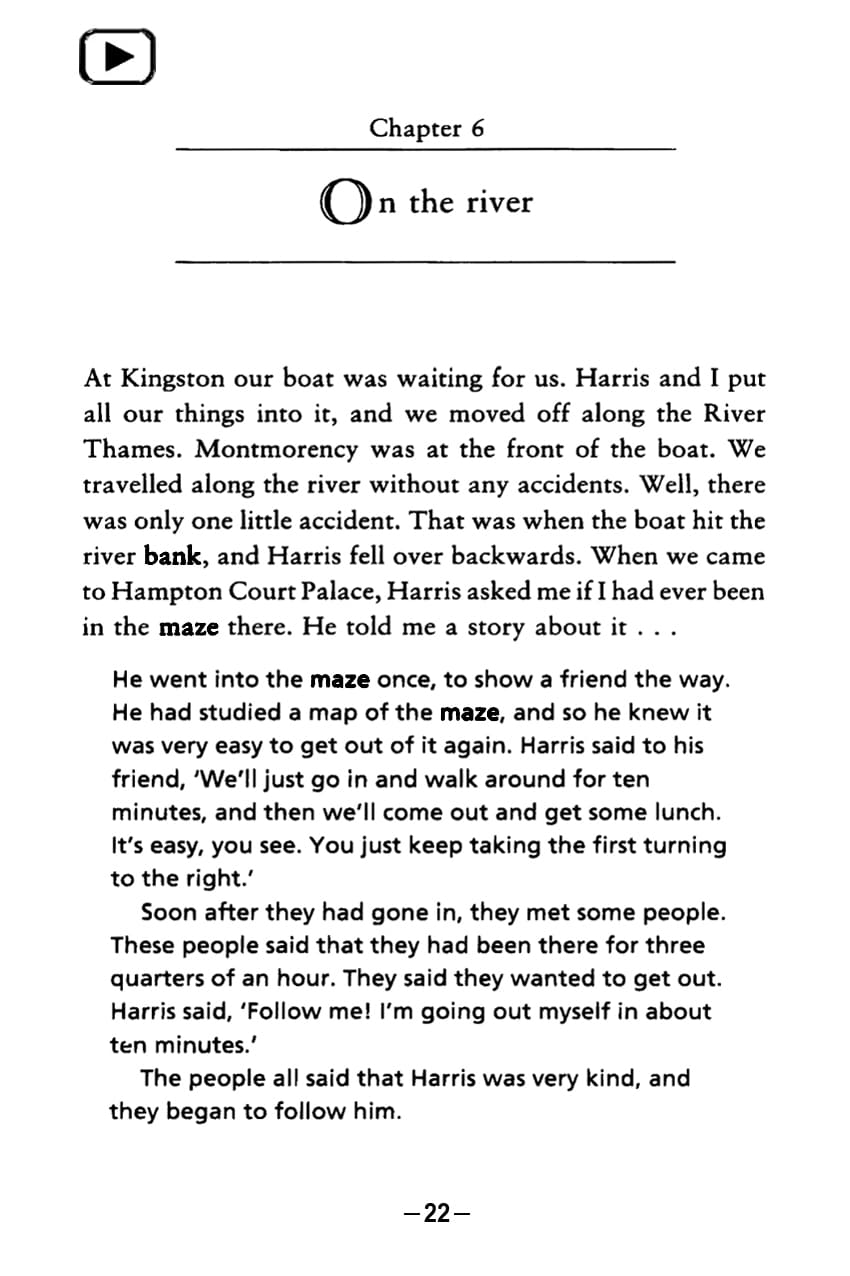 Chapter 6
On the river
At Kingston our boat was waiting for us. Harris and I put
all our things into it, and we moved off along the River
Thames. Montmorency was at the front of the boat. We
travelled along the river without any accidents. Well, there
was only one little accident. That was when the boat hit the
river bank, and Harris fell over backwards. When we came
to Hampton Court Palace, Harris asked me if I had ever been
in the maze there. He told me a story about it . . .
He went into the maze once, to show a friend the way.
He had studied a map of the maze, and so he knew it
was very easy to get out of it again. Harris said to his
friend, ‘We’ll just go in and walk around for ten
minutes, and then we’ll come out and get some lunch.
It’s easy, you see. You just keep taking the first turning
to the right.’
Soon after they had gone in, they met some people.
These people said that they had been there for three
quarters of an hour. They said they wanted to get out.
Harris said, ‘Follow me! I’m going out myself in about
ten minutes.’
The people all said that Harris was very kind, and
they began to follow him.
–22–